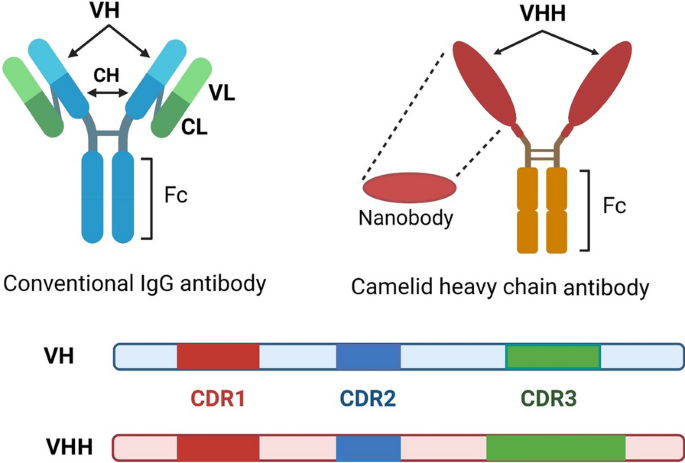 VH
CH
VL
CL
Fc
Conventional IgG antibody
VHH
Nanobody
Fc
Camelid heavy chain antibody
VH
CDR1 CDR2 CDR3
VHH